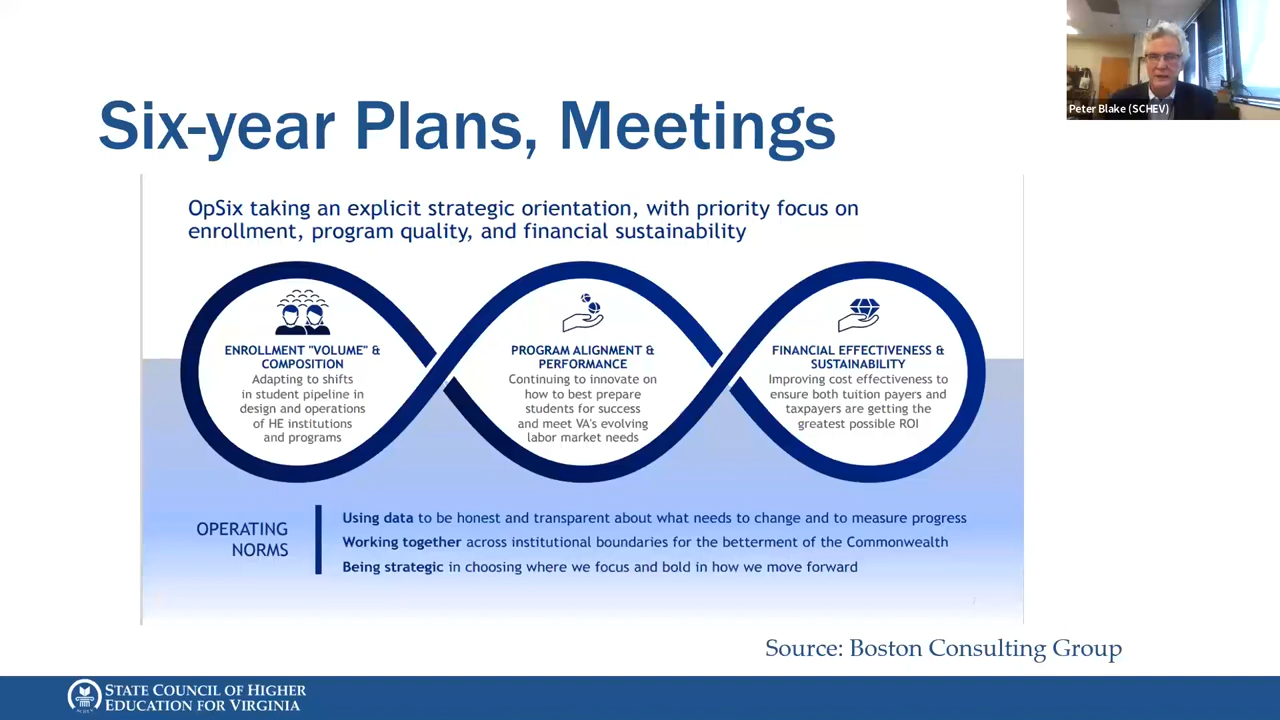 Peter Blake (SCHEV)
Six-year Plans, Meetings
OpSix taking an explicit strategic orientation, with priority focus on
enrollment, program quality, and financial sustainability
ENROLLMENT "VOLUME" &
COMPOSITION
Adapting to shifts
in student pipeline in
design and operations
of HE institutions
and programs
PROGRAM ALIGNMENT &
PERFORMANCE
Continuing to innovate on
how to best prepare
students for success
and meet VA's evolving
labor market needs
FINANCIAL EFFECTIVENESS &
SUSTAINABILITY
Improving cost effectiveness to
ensure both tuition payers and
taxpayers are getting the
greatest possible ROI
OPERATING
NORMS
Using data to be honest and transparent about what needs to change and to measure progress
Working together across institutional boundaries for the betterment of the Commonwealth
Being strategic in choosing where we focus and bold in how we move forward
Source: Boston Consulting Group
STATE COUNCIL OF HIGHER
EDUCATION FOR VIRGINIA